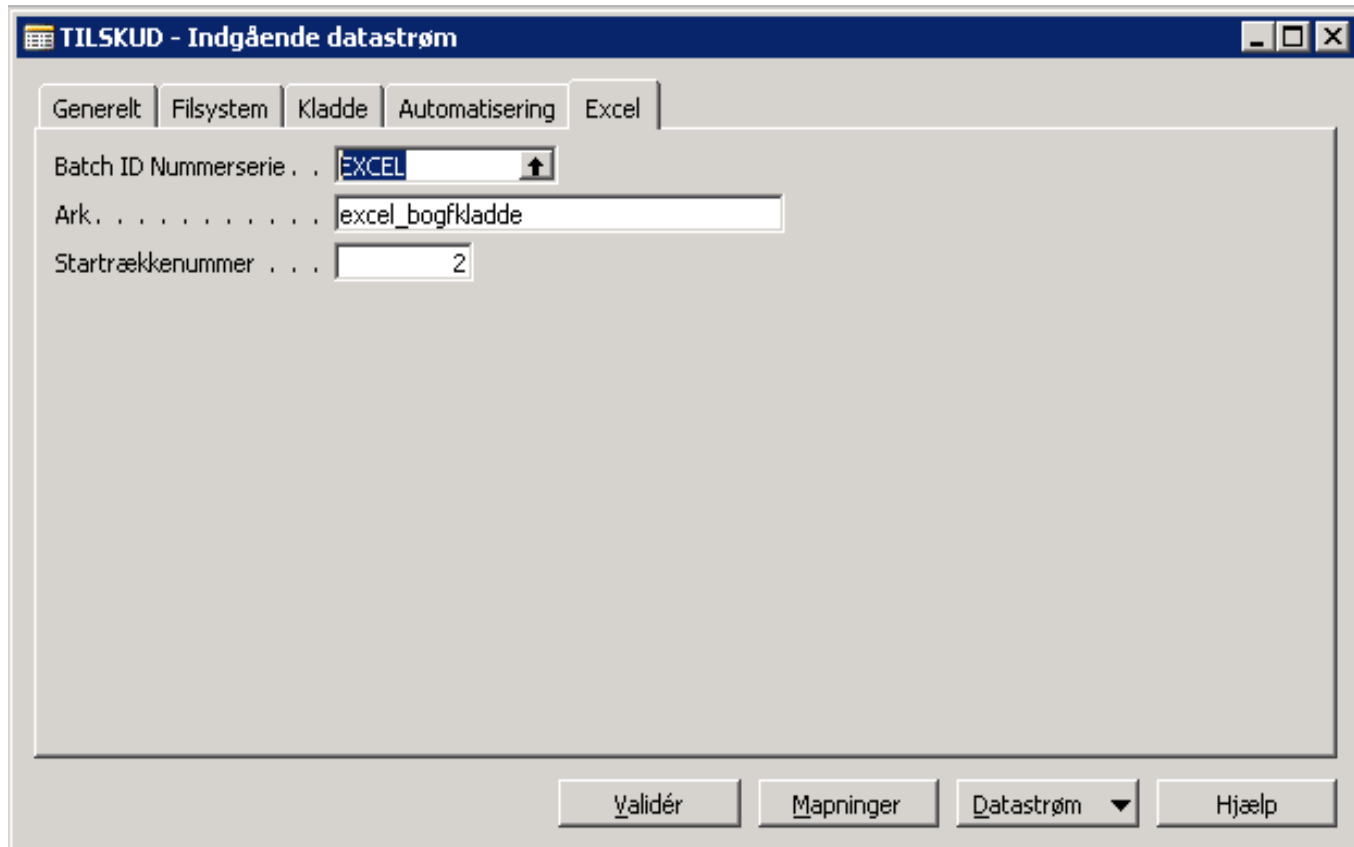 TILSKUD - Indgående datastrøm
Generelt Filsystem Kladde Automatisering Excel
Batch ID Nummerserie . . EXCEL
Ark. . . . . . . . . . . excel_bogfkladde
Startrækkenummer . . . 2
Validér Mapninger Datastrøm Hjælp